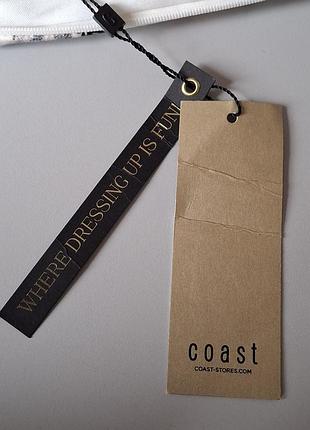 WHERE DRESSING UP IS FUN!
coast
COAST-STORES.COM